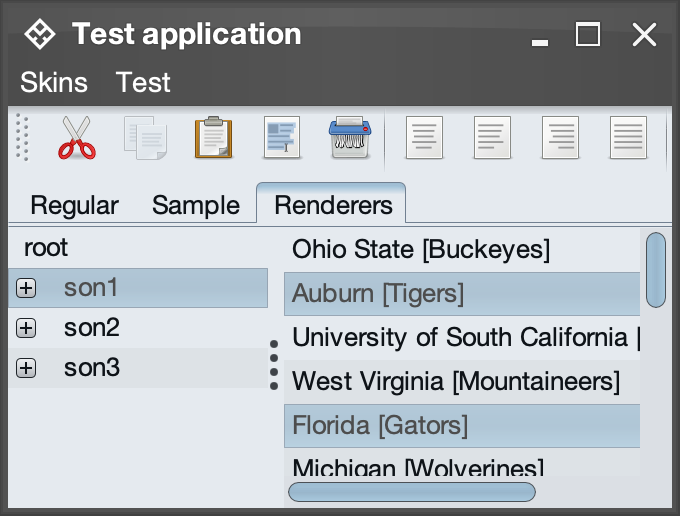 Test application
Skins Test
Regular Sample Renderers
root
son1
son2
son3
Ohio State [Buckeyes]
Auburn [Tigers]
University of South California [
West Virginia [Mountaineers]
Florida [Gators]
Michigan [Wolverines]